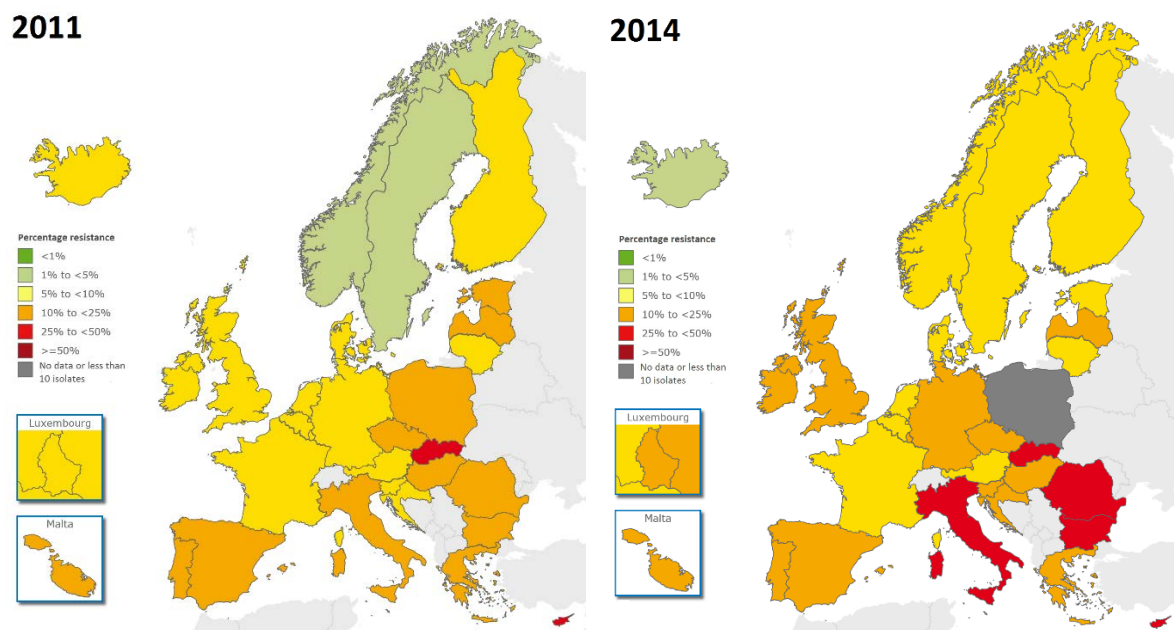 2011
Percentage resistance
<1%
1% to <5%
5% to <10%
10% to <25%
25% to <50%
>=50%
No data or less than
10 isolates
Luxembourg
Malta
2014
Percentage resistance
<1%
1% to <5%
5% to <10%
10% to <25%
25% to <50%
>=50%
No data or less than
10 isolates
Luxembourg
Malta